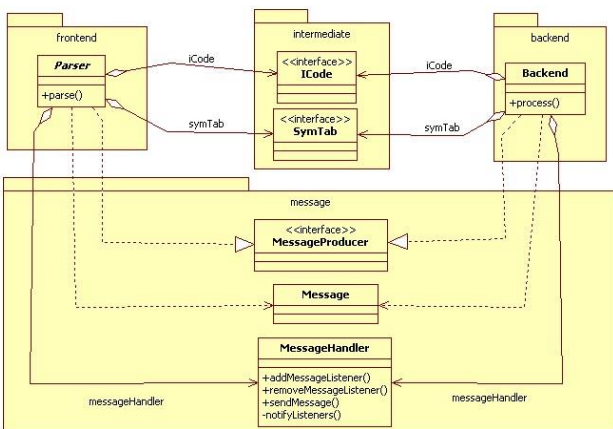 frontend
intermediate
backend
Parser
+parse()
iCode
<<interface>>
ICode
iCode
Backend
+process()
symTab
<<interface>>
SymTab
symTab
message
<<interface>>
MessageProducer
Message
MessageHandler
+addMessageListener()
+removeMessageListener()
+sendMessage()
-notifyListeners()
messageHandler
messageHandler